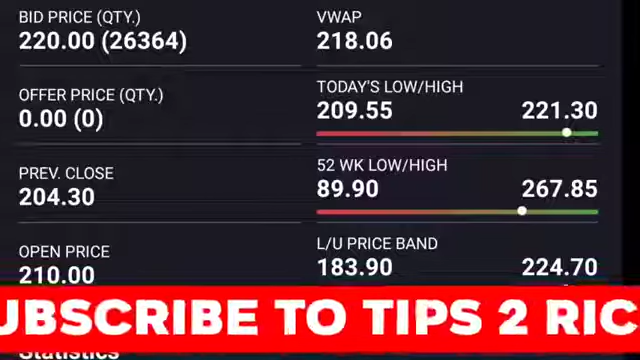 BID PRICE (QTY.)
220.00 (26364)
VWAP
218.06
OFFER PRICE (QTY.)
0.00 (0)
TODAY'S LOW/HIGH
209.55 221.30
PREV. CLOSE
204.30
52 WK LOW/HIGH
89.90 267.85
OPEN PRICE
210.00
L/U PRICE BAND
183.90 224.70
UBSCRIBE TO TIPS 2 RIC
Statistics